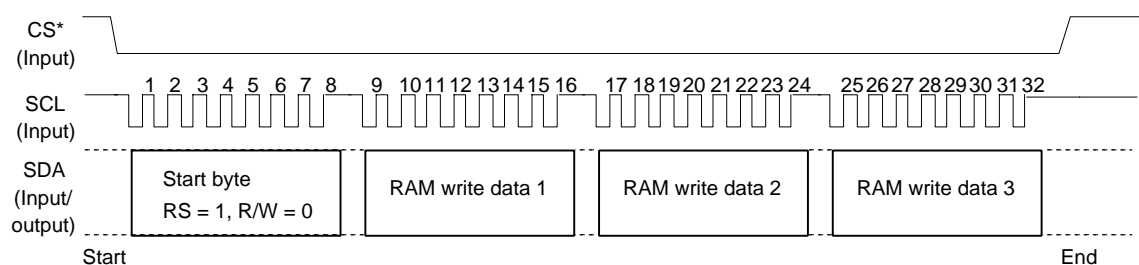 CS*
(Input)
1 2 3 4 5 6 7 8 9 10 11 12 13 14 15 16 17 18 19 20 21 22 23 24 25 26 27 28 29 30 31 32
SCL
(Input)
SDA
(Input/
output)
Start byte
RS = 1, R/W = 0
RAM write data 1
RAM write data 2
RAM write data 3
Start
End